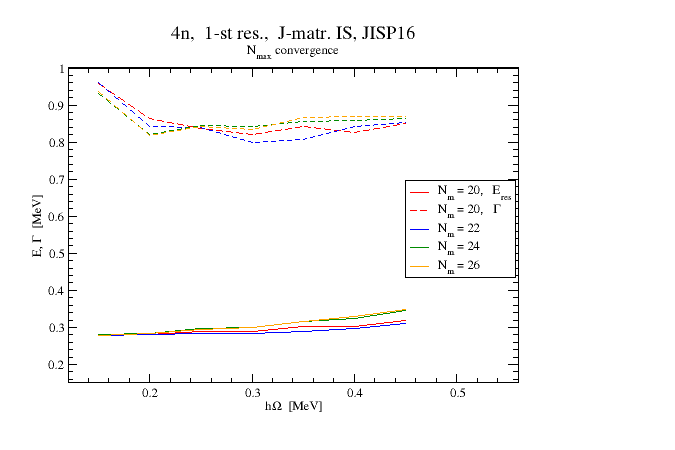 4n, 1-st res., J-matr. IS, JISP16
Nmax convergence
1
0.9
0.8
0.7
0.6
0.5
0.4
0.3
0.2
E, Γ [MeV]
Nm = 20, Eres
Nm = 20, Γ
Nm = 22
Nm = 24
Nm = 26
0.2 0.3 0.4 0.5
hΩ [MeV]